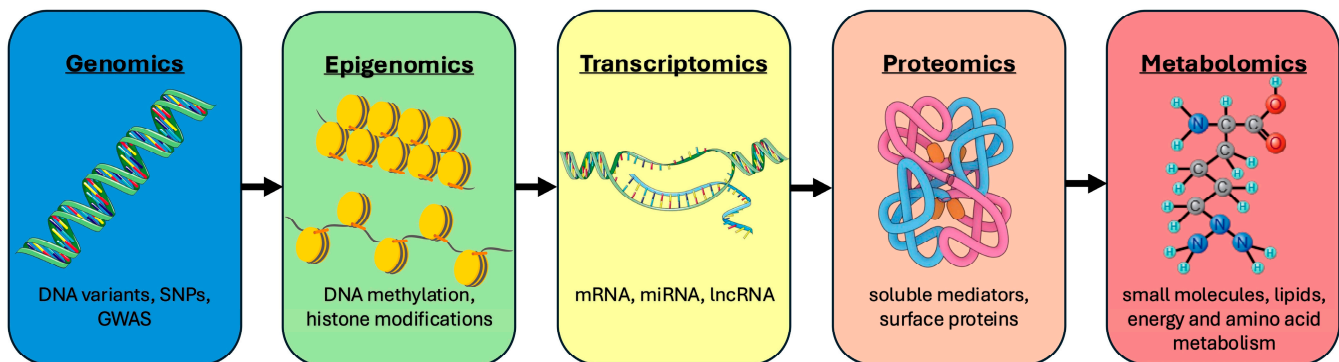 Genomics
DNA variants, SNPs,
GWAS
Epigenomics
DNA methylation,
histone modifications
Transcriptomics
mRNA, miRNA, lncRNA
Proteomics
soluble mediators,
surface proteins
Metabolomics
H
H
H
O
N
C
C
H
O
C
H
H
C
H
H
C
H
H
H
C
H
N
N
N
H
H
H
H
small molecules, lipids,
energy and amino acid
metabolism